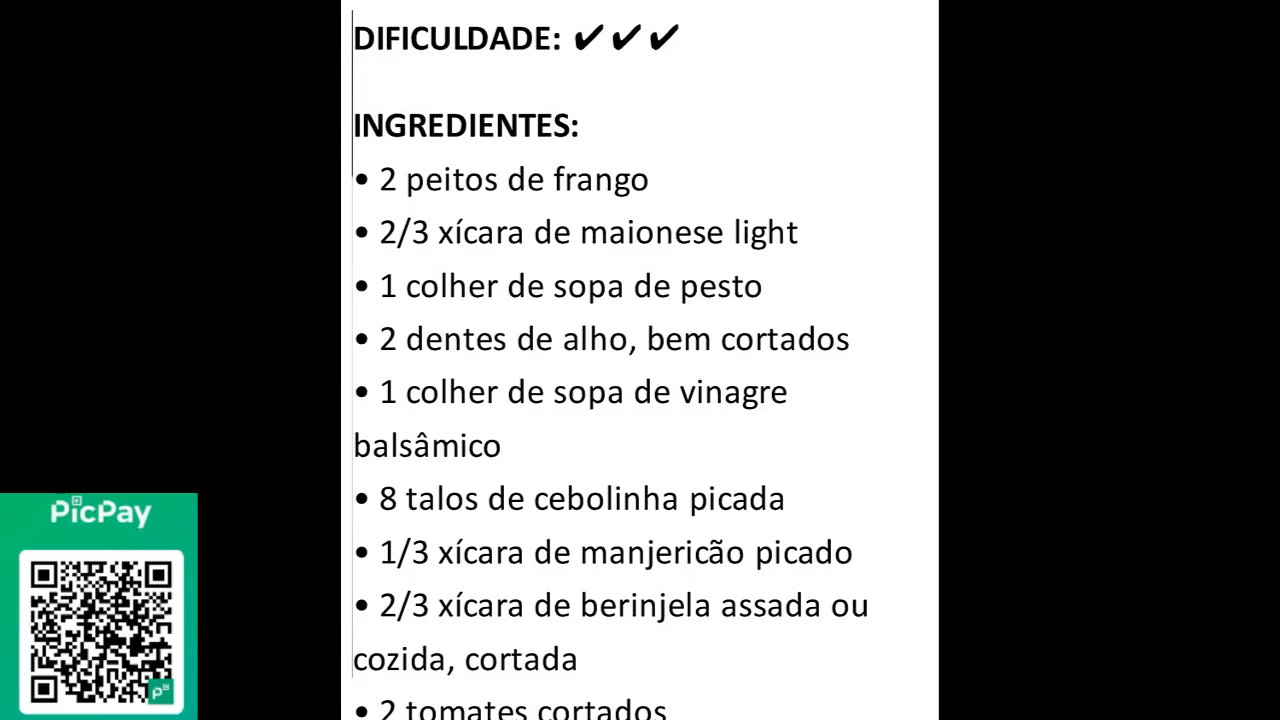 DIFICULDADE: ✔ ✔ ✔
INGREDIENTES:
• 2 peitos de frango
• 2/3 xícara de maionese light
• 1 colher de sopa de pesto
• 2 dentes de alho, bem cortados
• 1 colher de sopa de vinagre
balsâmico
• 8 talos de cebolinha picada
• 1/3 xícara de manjericão picado
• 2/3 xícara de berinjela assada ou
cozida, cortada
• 2 tomates cortados
PicPay